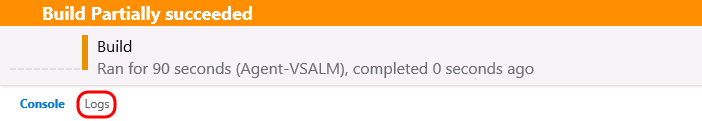 Build Partially succeeded
Build
Ran for 90 seconds (Agent-VSALM), completed 0 seconds ago
Console Logs